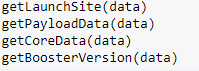 getLaunchSite(data)
getPayloadData(data)
getCoreData(data)
getBoosterVersion(data)